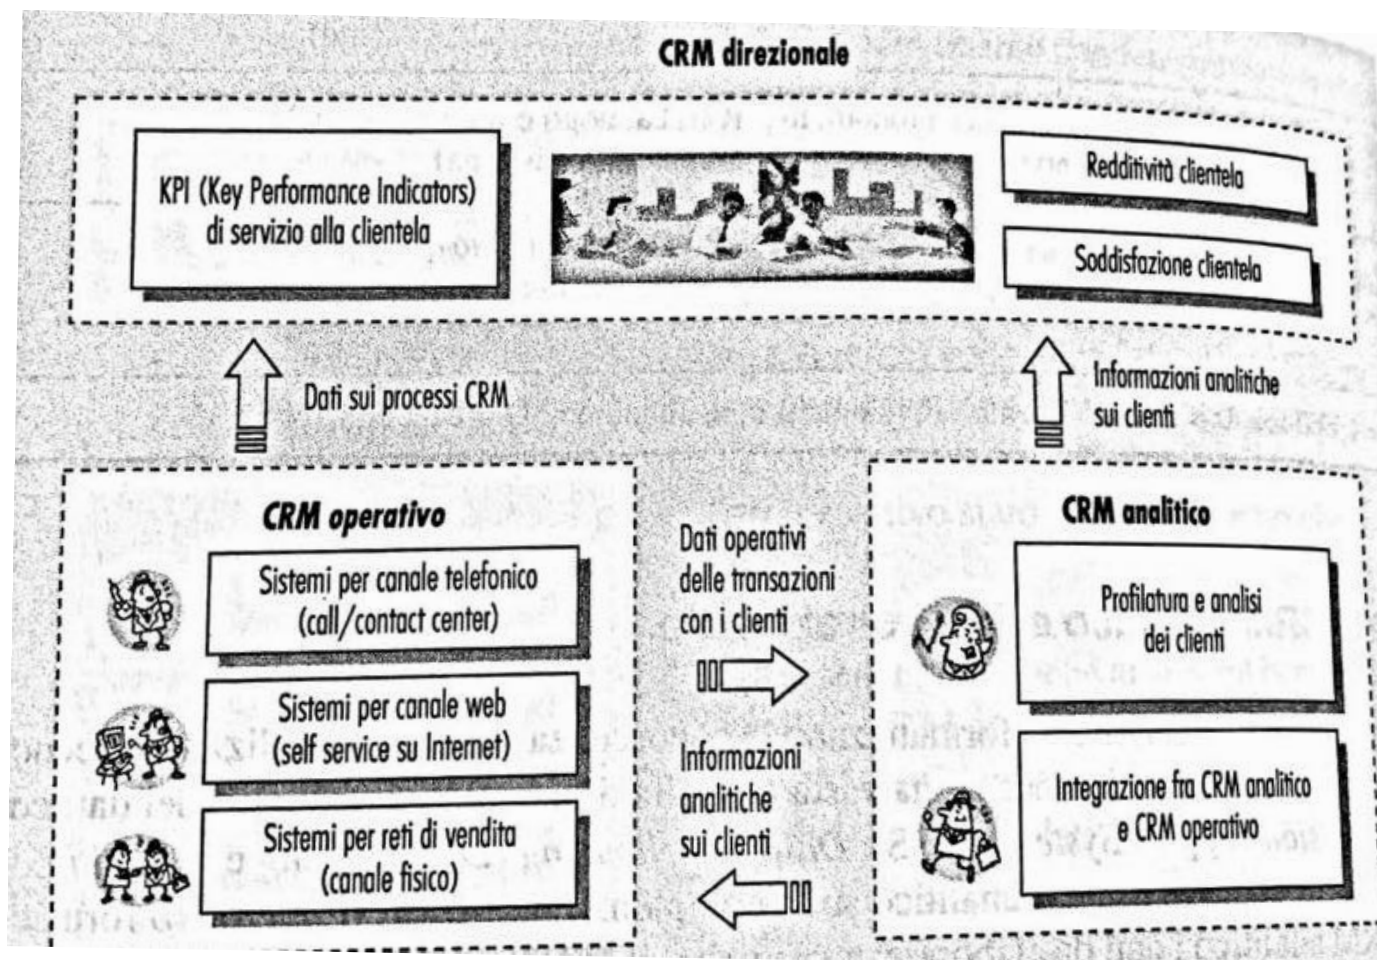 CRM direzionale
KPI (Key Performance Indicators)
di servizio alla clientela
Redditività clientela
Soddisfazione clientela
Dati sui processi CRM
Informazioni analitiche
sui clienti
CRM operativo
Sistemi per canale telefonico
(call/contact center)
Sistemi per canale web
(self service su Internet)
Sistemi per reti di vendita
(canale fisico)
Dati operativi
delle transazioni
con i clienti
Informazioni
analitiche
sui clienti
CRM analitico
Profilatura e analisi
dei clienti
Integrazione fra CRM analitico
e CRM operativo